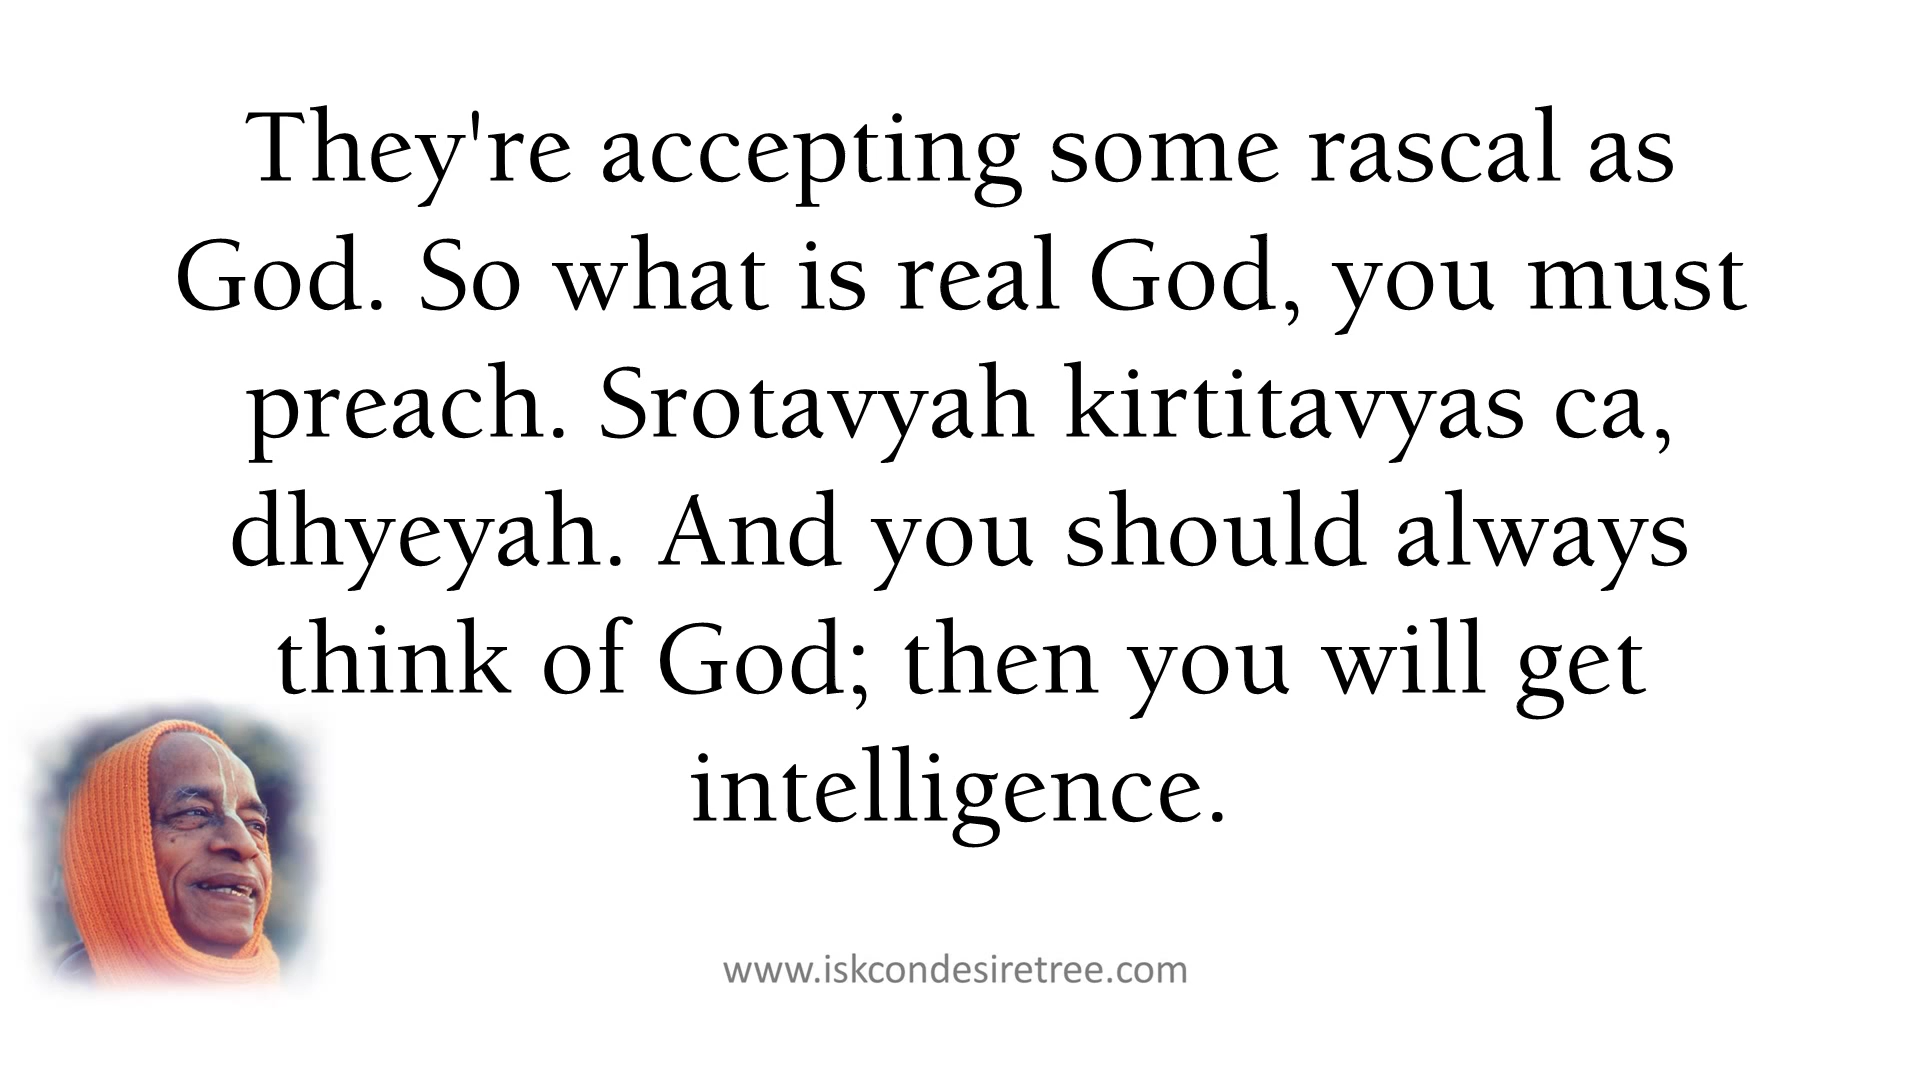 They're accepting some rascal as
God. So what is real God, you must
preach. Srotavyah kirtitavyas ca,
dhyeyah. And you should always
think of God; then you will get
intelligence.
www.iskcondesiretree.com